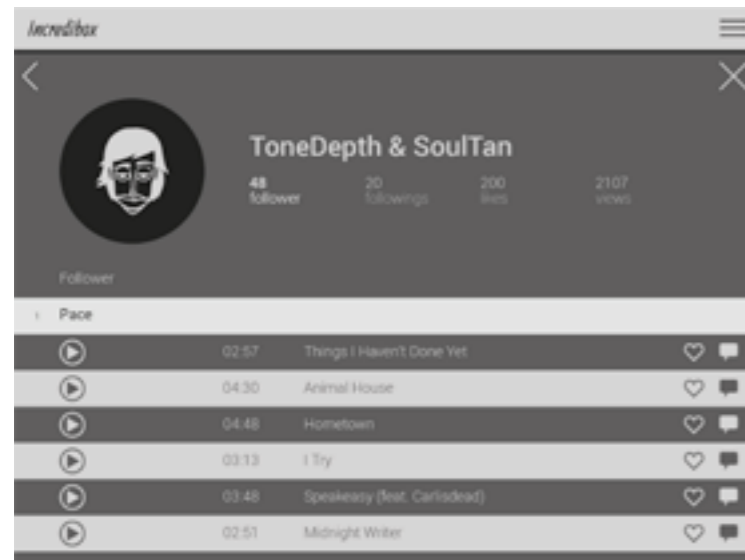 Incredibox
ToneDepth & SoulTan
48 20 200 2107
follower followings likes views
Follower
1 Pace
02:57 Things I Haven't Done Yet
04:30 Animal House
04:48 Hometown
03:13 I Try
03:48 Speakeasy (feat. Carlisdead)
02:51 Midnight Writer